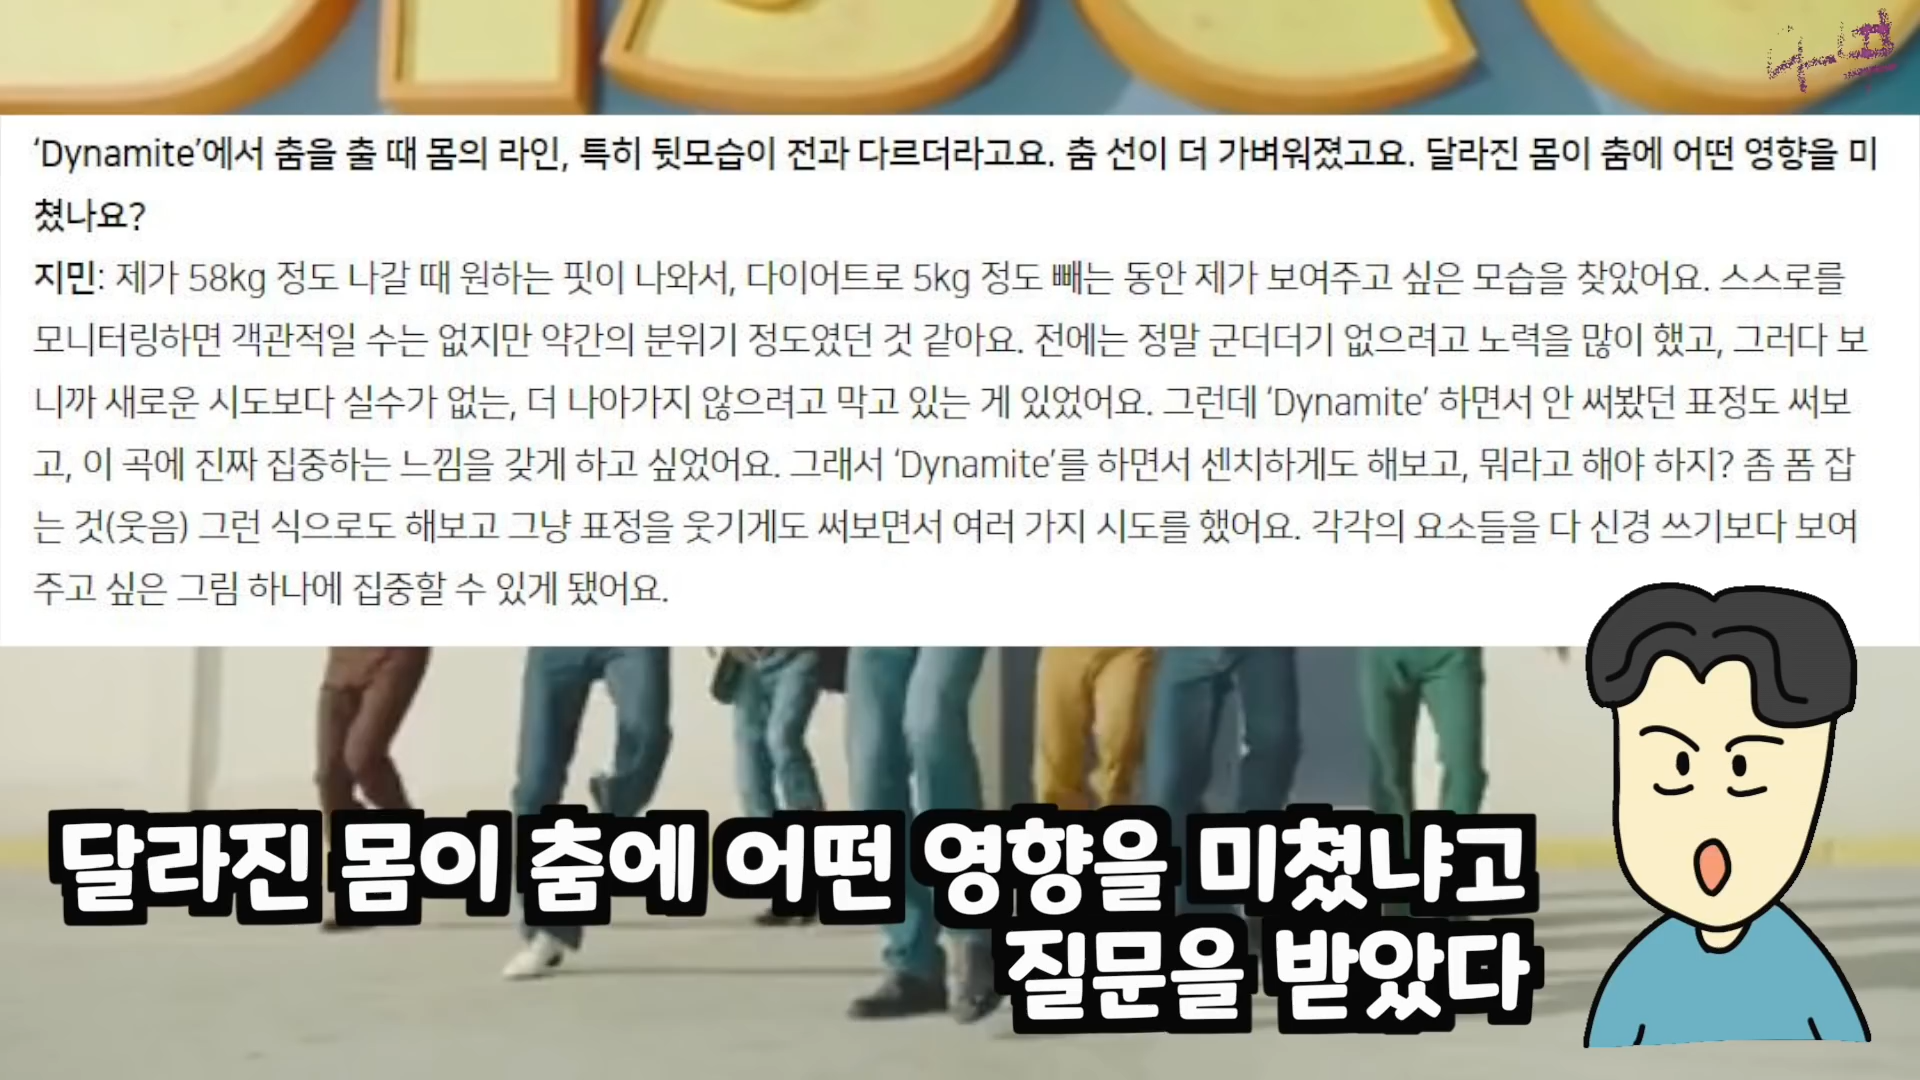 DISCO
‘Dynamite’에서 춤을 출 때 몸의 라인, 특히 뒷모습이 전과 다르더라고요. 춤 선이 더 가벼워졌고요. 달라진 몸이 춤에 어떤 영향을 미
쳤나요?
지민: 제가 58kg 정도 나갈 때 원하는 핏이 나와서, 다이어트로 5kg 정도 빼는 동안 제가 보여주고 싶은 모습을 찾았어요. 스스로를
모니터링하면 객관적일 수는 없지만 약간의 분위기 정도였던 것 같아요. 전에는 정말 군더더기 없으려고 노력을 많이 했고, 그러다 보
니까 새로운 시도보다 실수가 없는, 더 나아가지 않으려고 막고 있는 게 있었어요. 그런데 ‘Dynamite’ 하면서 안 써봤던 표정도 써보
고, 이 곡에 진짜 집중하는 느낌을 갖게 하고 싶었어요. 그래서 ‘Dynamite’를 하면서 센치하게도 해보고, 뭐라고 해야 하지? 좀 폼 잡
는 것(웃음) 그런 식으로도 해보고 그냥 표정을 웃기게도 써보면서 여러 가지 시도를 했어요. 각각의 요소들을 다 신경 쓰기보다 보여
주고 싶은 그림 하나에 집중할 수 있게 됐어요.
달라진 몸이 춤에 어떤 영향을 미쳤냐고
질문을 받았다